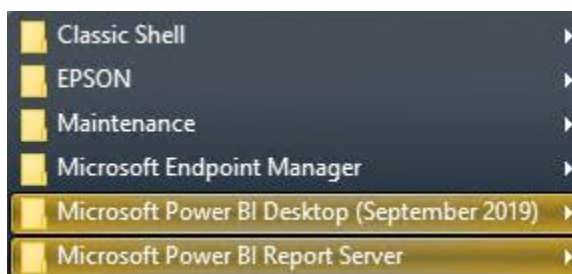 Classic Shell
EPSON
Maintenance
Microsoft Endpoint Manager
Microsoft Power BI Desktop (September 2019)
Microsoft Power BI Report Server